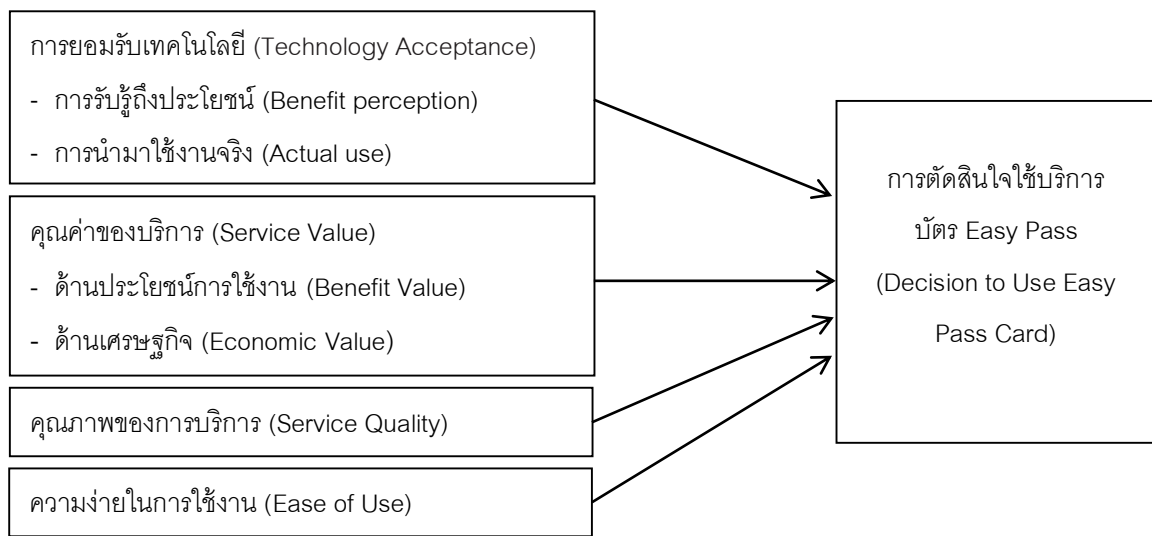 การยอมรับเทคโนโลยี (Technology Acceptance)
- การรับรู้ถึงประโยชน์ (Benefit perception)
- การนำมาใช้งานจริง (Actual use)
คุณค่าของบริการ (Service Value)
- ด้านประโยชน์การใช้งาน (Benefit Value)
- ด้านเศรษฐกิจ (Economic Value)
คุณภาพของการบริการ (Service Quality)
ความง่ายในการใช้งาน (Ease of Use)
การตัดสินใจใช้บริการ
บัตร Easy Pass
(Decision to Use Easy
Pass Card)